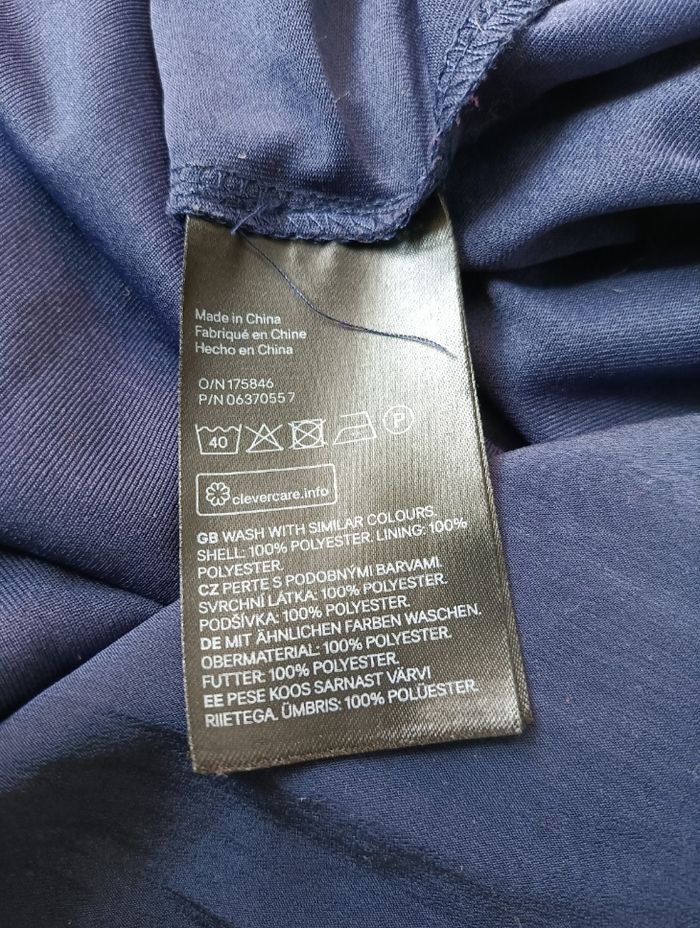 Made in China
Fabriqué en Chine
Hecho en China
O/N 175846
P/N 0637055 7
40
P
clevercare.info
GB WASH WITH SIMILAR COLOURS.
SHELL: 100% POLYESTER. LINING: 100%
POLYESTER.
CZ PERTE S PODOBNÝMI BARVAMI.
SVRCHNÍ LÁTKA: 100% POLYESTER.
PODŠÍVKA: 100% POLYESTER.
DE MIT ÄHNLICHEN FARBEN WASCHEN.
OBERMATERIAL: 100% POLYESTER.
FUTTER: 100% POLYESTER.
EE PESE KOOS SARNAST VÄRVI
RIIETEGA. ÜMBRIS: 100% POLÜESTER.